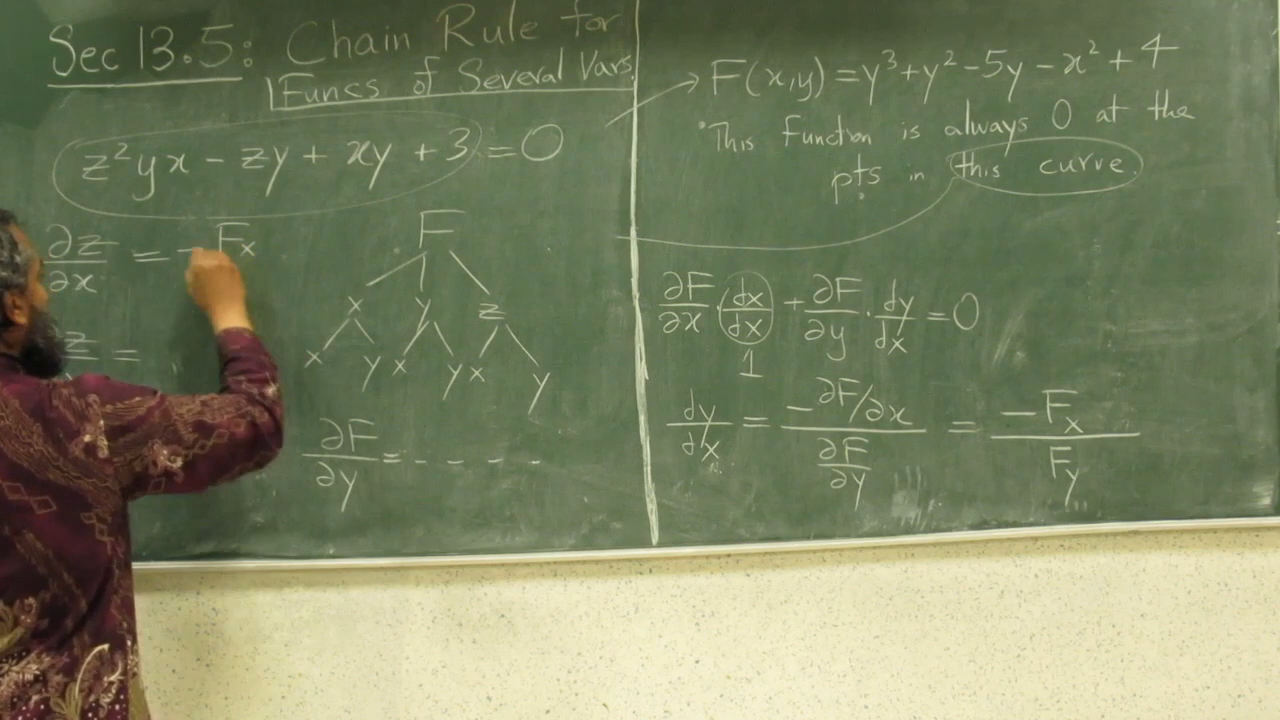 Sec 13.5: Chain Rule for
Funcs of Several Vars.
z²yx - zy + xy + 3 = 0
∂z/∂x = - Fx
z =
F
x y z
x y x y x y
∂F/∂y = - - - -
F(x,y) = y³+y²-5y-x²+4
This Function is always 0 at the
pts in this curve.
∂F/∂x · dx/dx + ∂F/∂y · dy/dx = 0
1
dy/dx = -∂F/∂x / ∂F/∂y = -Fx / Fy